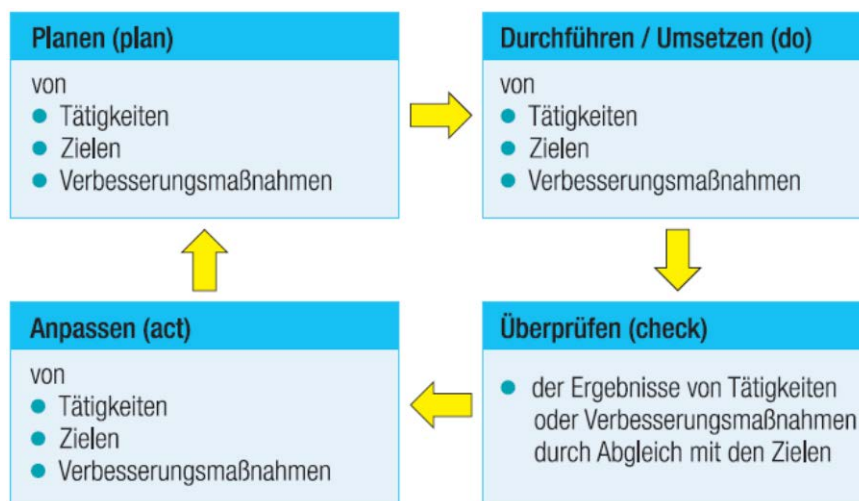 Planen (plan)
von
● Tätigkeiten
● Zielen
● Verbesserungsmaßnahmen
Durchführen / Umsetzen (do)
von
● Tätigkeiten
● Zielen
● Verbesserungsmaßnahmen
Überprüfen (check)
● der Ergebnisse von Tätigkeiten
oder Verbesserungsmaßnahmen
durch Abgleich mit den Zielen
Anpassen (act)
von
● Tätigkeiten
● Zielen
● Verbesserungsmaßnahmen